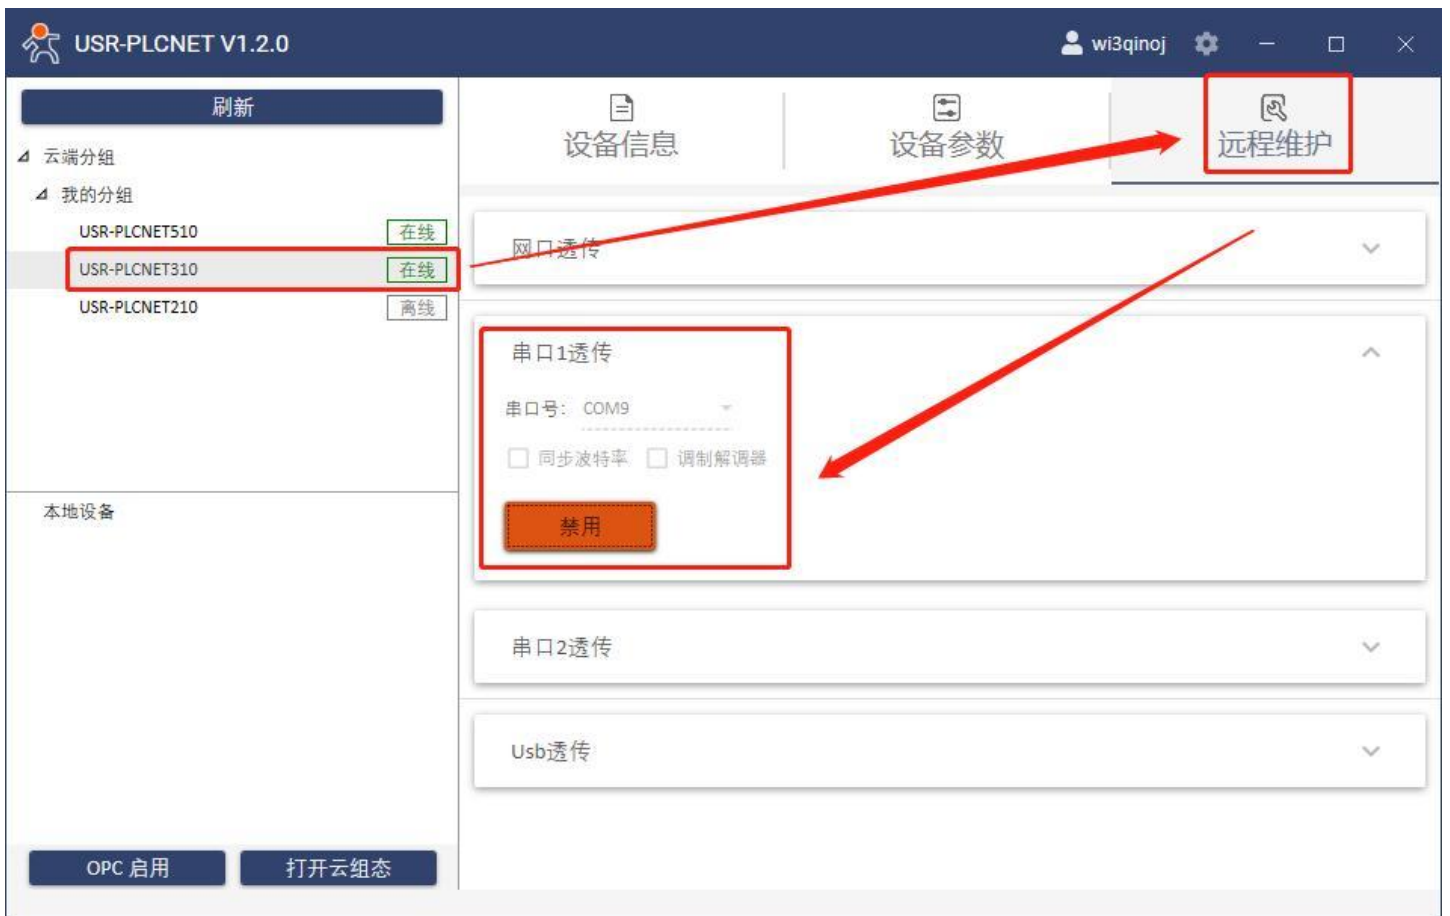 USR-PLCNET V1.2.0
wi3qinoj
刷新
云端分组
我的分组
USR-PLCNET510 在线
USR-PLCNET310 在线
USR-PLCNET210 离线
本地设备
OPC 启用
打开云组态
设备信息
设备参数
远程维护
网口透传
串口1透传
串口号: COM9
同步波特率 调制解调器
禁用
串口2透传
Usb透传